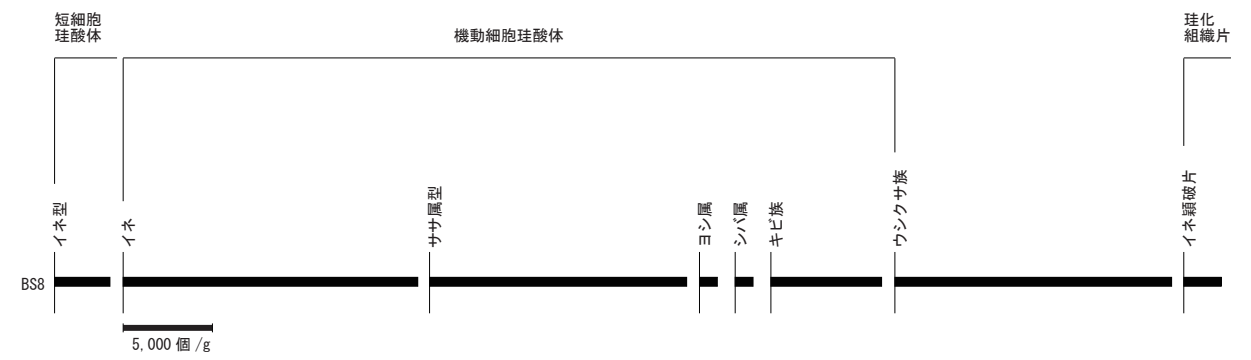 短細胞
珪酸体
機動細胞珪酸体
珪化
組織片
イネ型
イネ
ササ属型
ヨシ属
シバ属
キビ族
ウシクサ族
イネ穎破片
BS8
5,000 個 /g